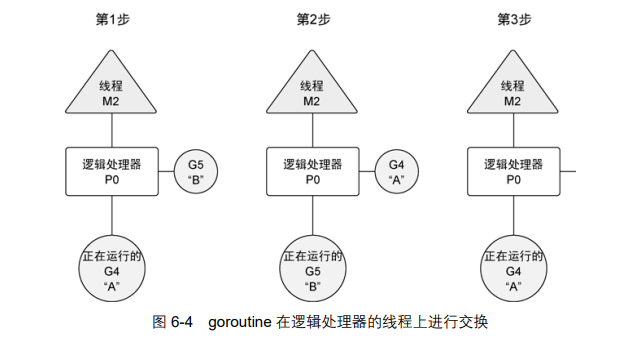 第1步
线程
M2
逻辑处理器
P0
G5
“B”
正在运行的
G4
“A”
第2步
线程
M2
逻辑处理器
P0
G4
“A”
正在运行的
G5
“B”
第3步
线程
M2
逻辑处理器
P0
正在运行的
G4
“A”
图 6-4 goroutine 在逻辑处理器的线程上进行交换